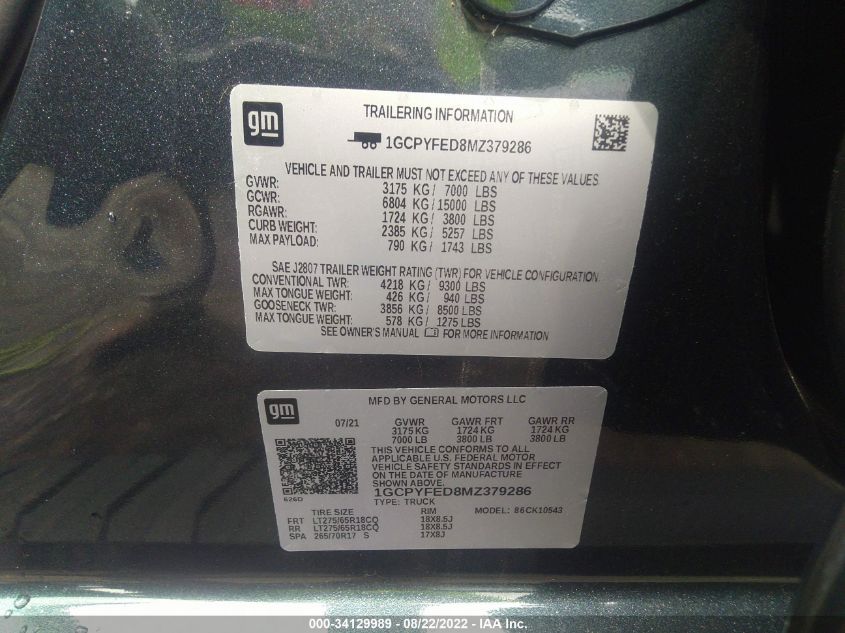 gm
TRAILERING INFORMATION
1GCPYFED8MZ379286
VEHICLE AND TRAILER MUST NOT EXCEED ANY OF THESE VALUES
GVWR: 3175 KG / 7000 LBS
GCWR: 6804 KG / 15000 LBS
RGAWR: 1724 KG / 3800 LBS
CURB WEIGHT: 2385 KG / 5257 LBS
MAX PAYLOAD: 790 KG / 1743 LBS
SAE J2807 TRAILER WEIGHT RATING (TWR) FOR VEHICLE CONFIGURATION.
CONVENTIONAL TWR: 4218 KG / 9300 LBS
MAX TONGUE WEIGHT: 426 KG / 940 LBS
GOOSENECK TWR: 3856 KG / 8500 LBS
MAX TONGUE WEIGHT: 578 KG / 1275 LBS
SEE OWNER'S MANUAL FOR MORE INFORMATION
gm
MFD BY GENERAL MOTORS LLC
07/21 GVWR GAWR FRT GAWR RR
3175 KG 1724 KG 1724 KG
7000 LB 3800 LB 3800 LB
THIS VEHICLE CONFORMS TO ALL
APPLICABLE U.S. FEDERAL MOTOR
VEHICLE SAFETY STANDARDS IN EFFECT
ON THE DATE OF MANUFACTURE
SHOWN ABOVE.
1GCPYFED8MZ379286
626D
TYPE: TRUCK MODEL: 86CK10543
TIRE SIZE RIM
FRT LT275/65R18CQ 18X8.5J
RR LT275/65R18CQ 18X8.5J
SPA 265/70R17 S 17X8J
000-34129989 - 08/22/2022 - IAA Inc.